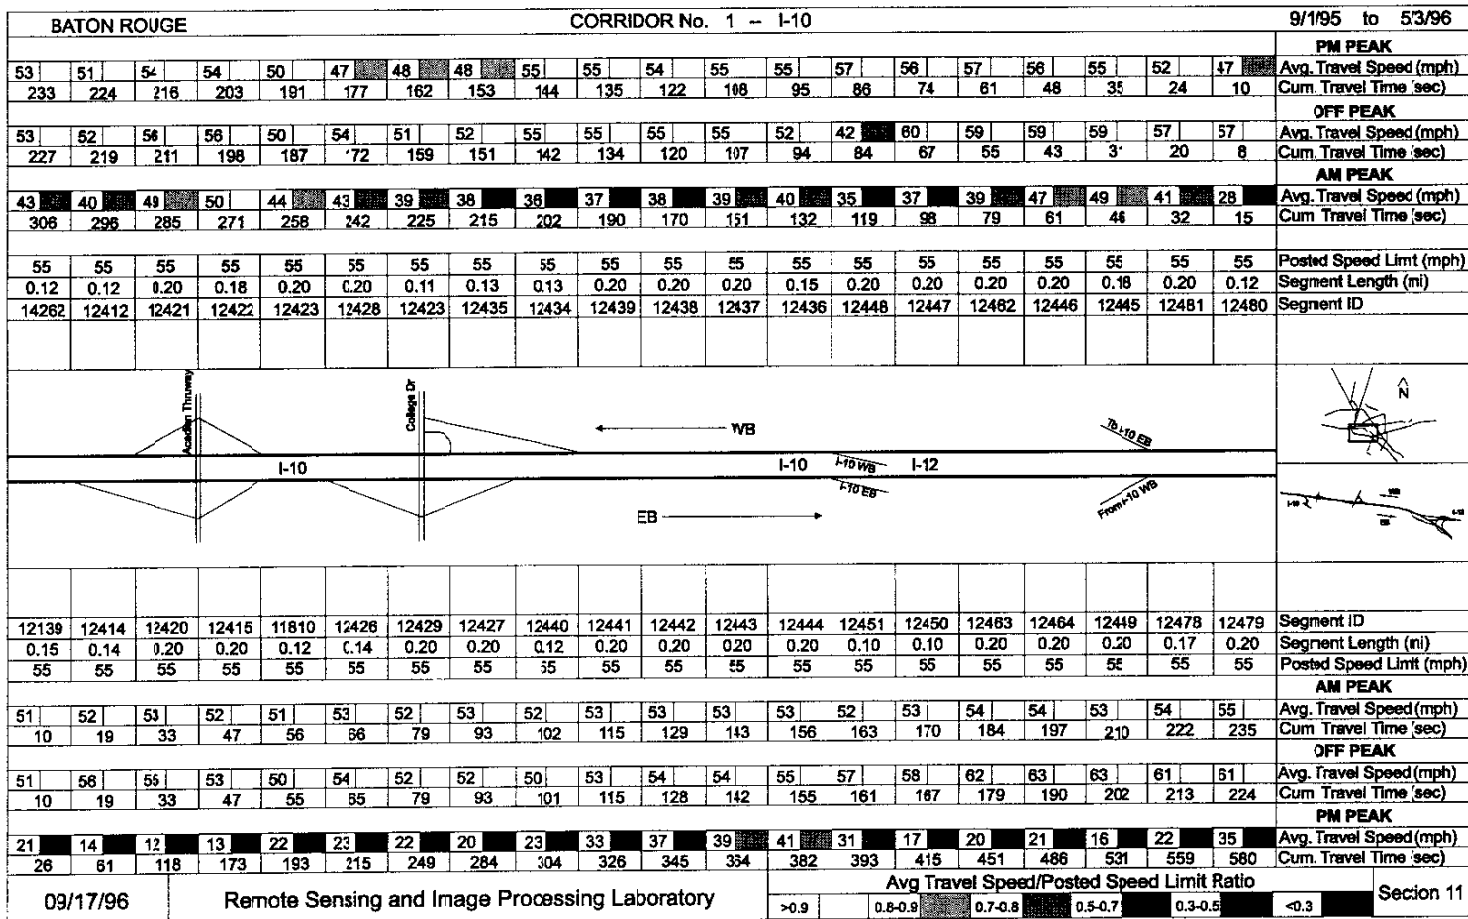 BATON ROUGE CORRIDOR No. 1 -- I-10 9/1/95 to 5/3/96
PM PEAK
53 51 54 54 50 47 48 48 55 55 54 55 55 57 56 57 56 55 52 47 Avg. Travel Speed (mph)
233 224 216 203 191 177 162 153 144 135 122 108 95 86 74 61 48 35 24 10 Cum. Travel Time (sec)
OFF PEAK
53 52 56 56 50 54 51 52 55 55 55 55 52 42 60 59 59 59 57 57 Avg. Travel Speed (mph)
227 219 211 198 187 172 159 151 142 134 120 107 94 84 67 55 43 31 20 8 Cum. Travel Time (sec)
AM PEAK
43 40 49 50 44 43 39 38 36 37 38 39 40 35 37 39 47 49 41 28 Avg. Travel Speed (mph)
306 296 285 271 258 242 225 215 202 190 170 151 132 119 98 79 61 46 32 15 Cum Travel Time (sec)
55 55 55 55 55 55 55 55 55 55 55 55 55 55 55 55 55 55 55 55 Posted Speed Limit (mph)
0.12 0.12 0.20 0.18 0.20 0.20 0.11 0.13 0.13 0.20 0.20 0.20 0.15 0.20 0.20 0.20 0.20 0.18 0.20 0.12 Segment Length (mi)
14262 12412 12421 12422 12423 12428 12423 12435 12434 12439 12438 12437 12436 12448 12447 12462 12446 12445 12481 12480 Segment ID
Acadian Thruway
College Dr
WB
To I-10 EB
N
I-10 I-10 I-10 WB I-12
I-10 EB
From I-10 WB
EB
I-10 WB EB I-12
12139 12414 12420 12415 11810 12426 12429 12427 12440 12441 12442 12443 12444 12451 12450 12463 12464 12449 12478 12479 Segment ID
0.15 0.14 0.20 0.20 0.12 0.14 0.20 0.20 0.12 0.20 0.20 0.20 0.20 0.10 0.10 0.20 0.20 0.20 0.17 0.20 Segment Length (mi)
55 55 55 55 55 55 55 55 55 55 55 55 55 55 55 55 55 55 55 55 Posted Speed Limit (mph)
AM PEAK
51 52 53 52 51 53 52 53 52 53 53 53 53 52 53 54 54 53 54 55 Avg. Travel Speed (mph)
10 19 33 47 56 66 79 93 102 115 129 143 156 163 170 184 197 210 222 235 Cum Travel Time (sec)
OFF PEAK
51 56 55 53 50 54 52 52 50 53 54 54 55 57 58 62 63 63 61 61 Avg. Travel Speed (mph)
10 19 33 47 55 65 79 93 101 115 128 142 155 161 167 179 190 202 213 224 Cum Travel Time (sec)
PM PEAK
21 14 12 13 22 23 22 20 23 33 37 39 41 31 17 20 21 16 22 35 Avg. Travel Speed (mph)
26 61 118 173 193 215 249 284 304 326 345 364 382 393 415 451 486 531 559 580 Cum. Travel Time (sec)
09/17/96 Remote Sensing and Image Processing Laboratory Avg Travel Speed/Posted Speed Limit Ratio Section 11
>0.9 0.8-0.9 0.7-0.8 0.5-0.7 0.3-0.5 <0.3